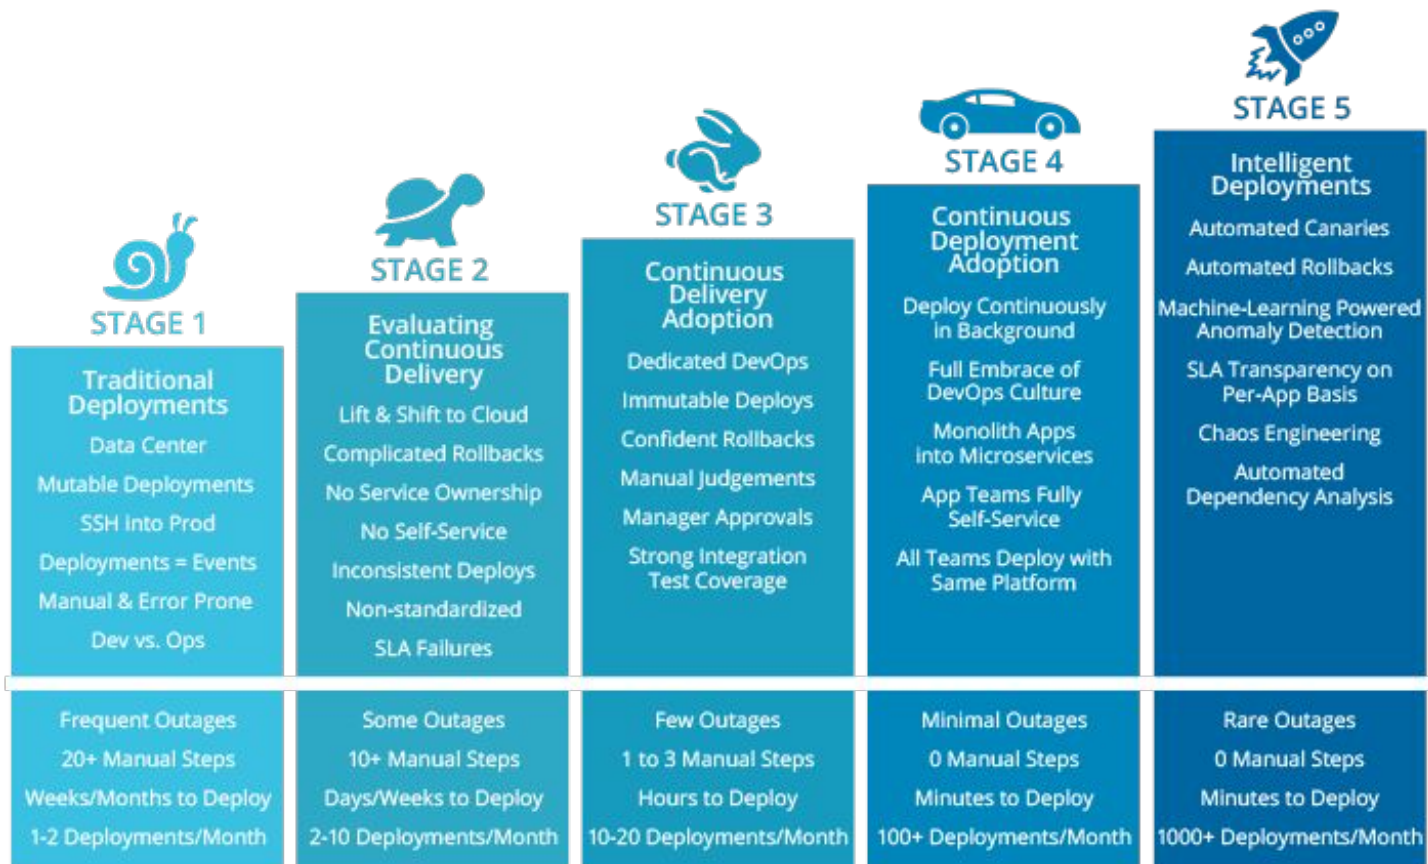 STAGE 1
Traditional
Deployments
Data Center
Mutable Deployments
SSH into Prod
Deployments = Events
Manual & Error Prone
Dev vs. Ops
Frequent Outages
20+ Manual Steps
Weeks/Months to Deploy
1-2 Deployments/Month
STAGE 2
Evaluating
Continuous
Delivery
Lift & Shift to Cloud
Complicated Rollbacks
No Service Ownership
No Self-Service
Inconsistent Deploys
Non-standardized
SLA Failures
Some Outages
10+ Manual Steps
Days/Weeks to Deploy
2-10 Deployments/Month
STAGE 3
Continuous
Delivery
Adoption
Dedicated DevOps
Immutable Deploys
Confident Rollbacks
Manual Judgements
Manager Approvals
Strong Integration
Test Coverage
Few Outages
1 to 3 Manual Steps
Hours to Deploy
10-20 Deployments/Month
STAGE 4
Continuous
Deployment
Adoption
Deploy Continuously
in Background
Full Embrace of
DevOps Culture
Monolith Apps
into Microservices
App Teams Fully
Self-Service
All Teams Deploy with
Same Platform
Minimal Outages
0 Manual Steps
Minutes to Deploy
100+ Deployments/Month
STAGE 5
Intelligent
Deployments
Automated Canaries
Automated Rollbacks
Machine-Learning Powered
Anomaly Detection
SLA Transparency on
Per-App Basis
Chaos Engineering
Automated
Dependency Analysis
Rare Outages
0 Manual Steps
Minutes to Deploy
1000+ Deployments/Month